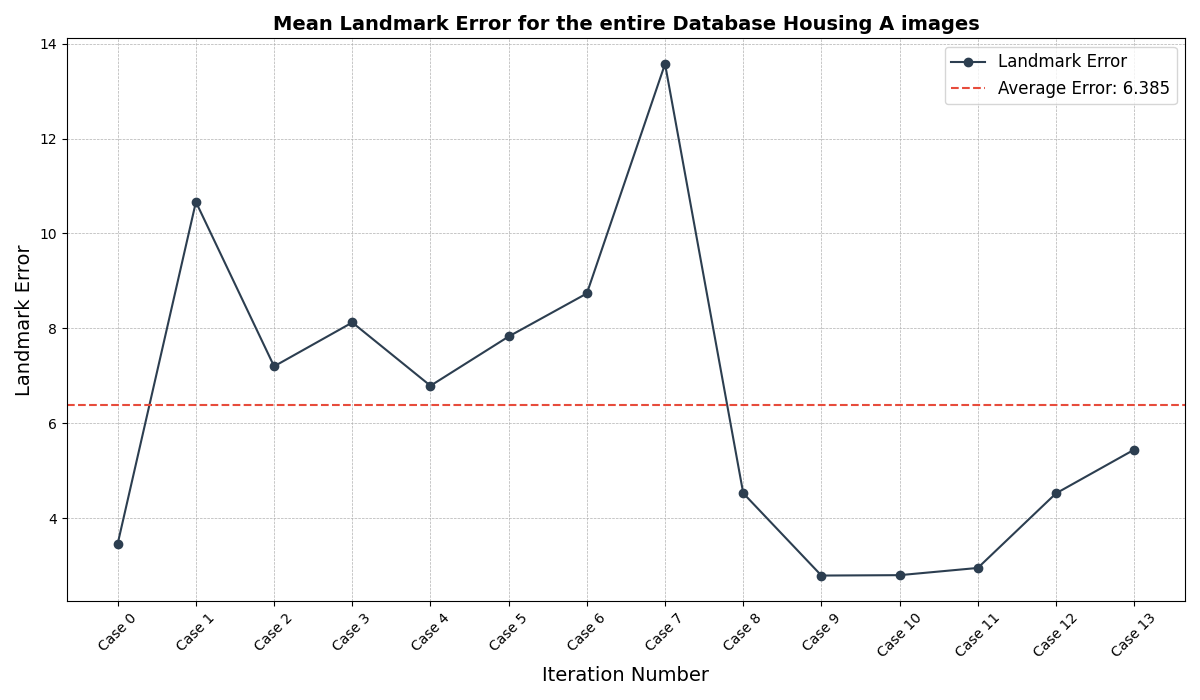 Mean Landmark Error for the entire Database Housing A images
Landmark Error
Average Error: 6.385
Landmark Error
14
12
10
8
6
4
Case 0
Case 1
Case 2
Case 3
Case 4
Case 5
Case 6
Case 7
Case 8
Case 9
Case 10
Case 11
Case 12
Case 13
Iteration Number